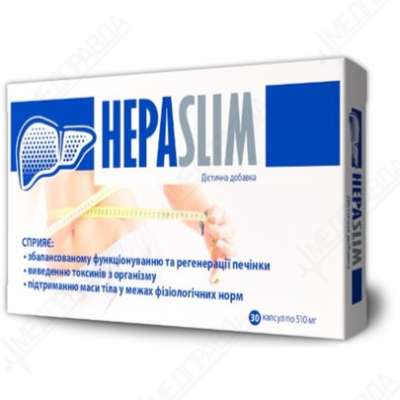 HEPASLIM
Дієтична добавка
СПРИЯЄ:
• збалансованому функціонуванню та регенерації печінки
• виведенню токсинів з організму
• підтриманню маси тіла у межах фізіологічних норм
30 капсул по 510 мг
HEPASLIM
МЕДПРАВДА